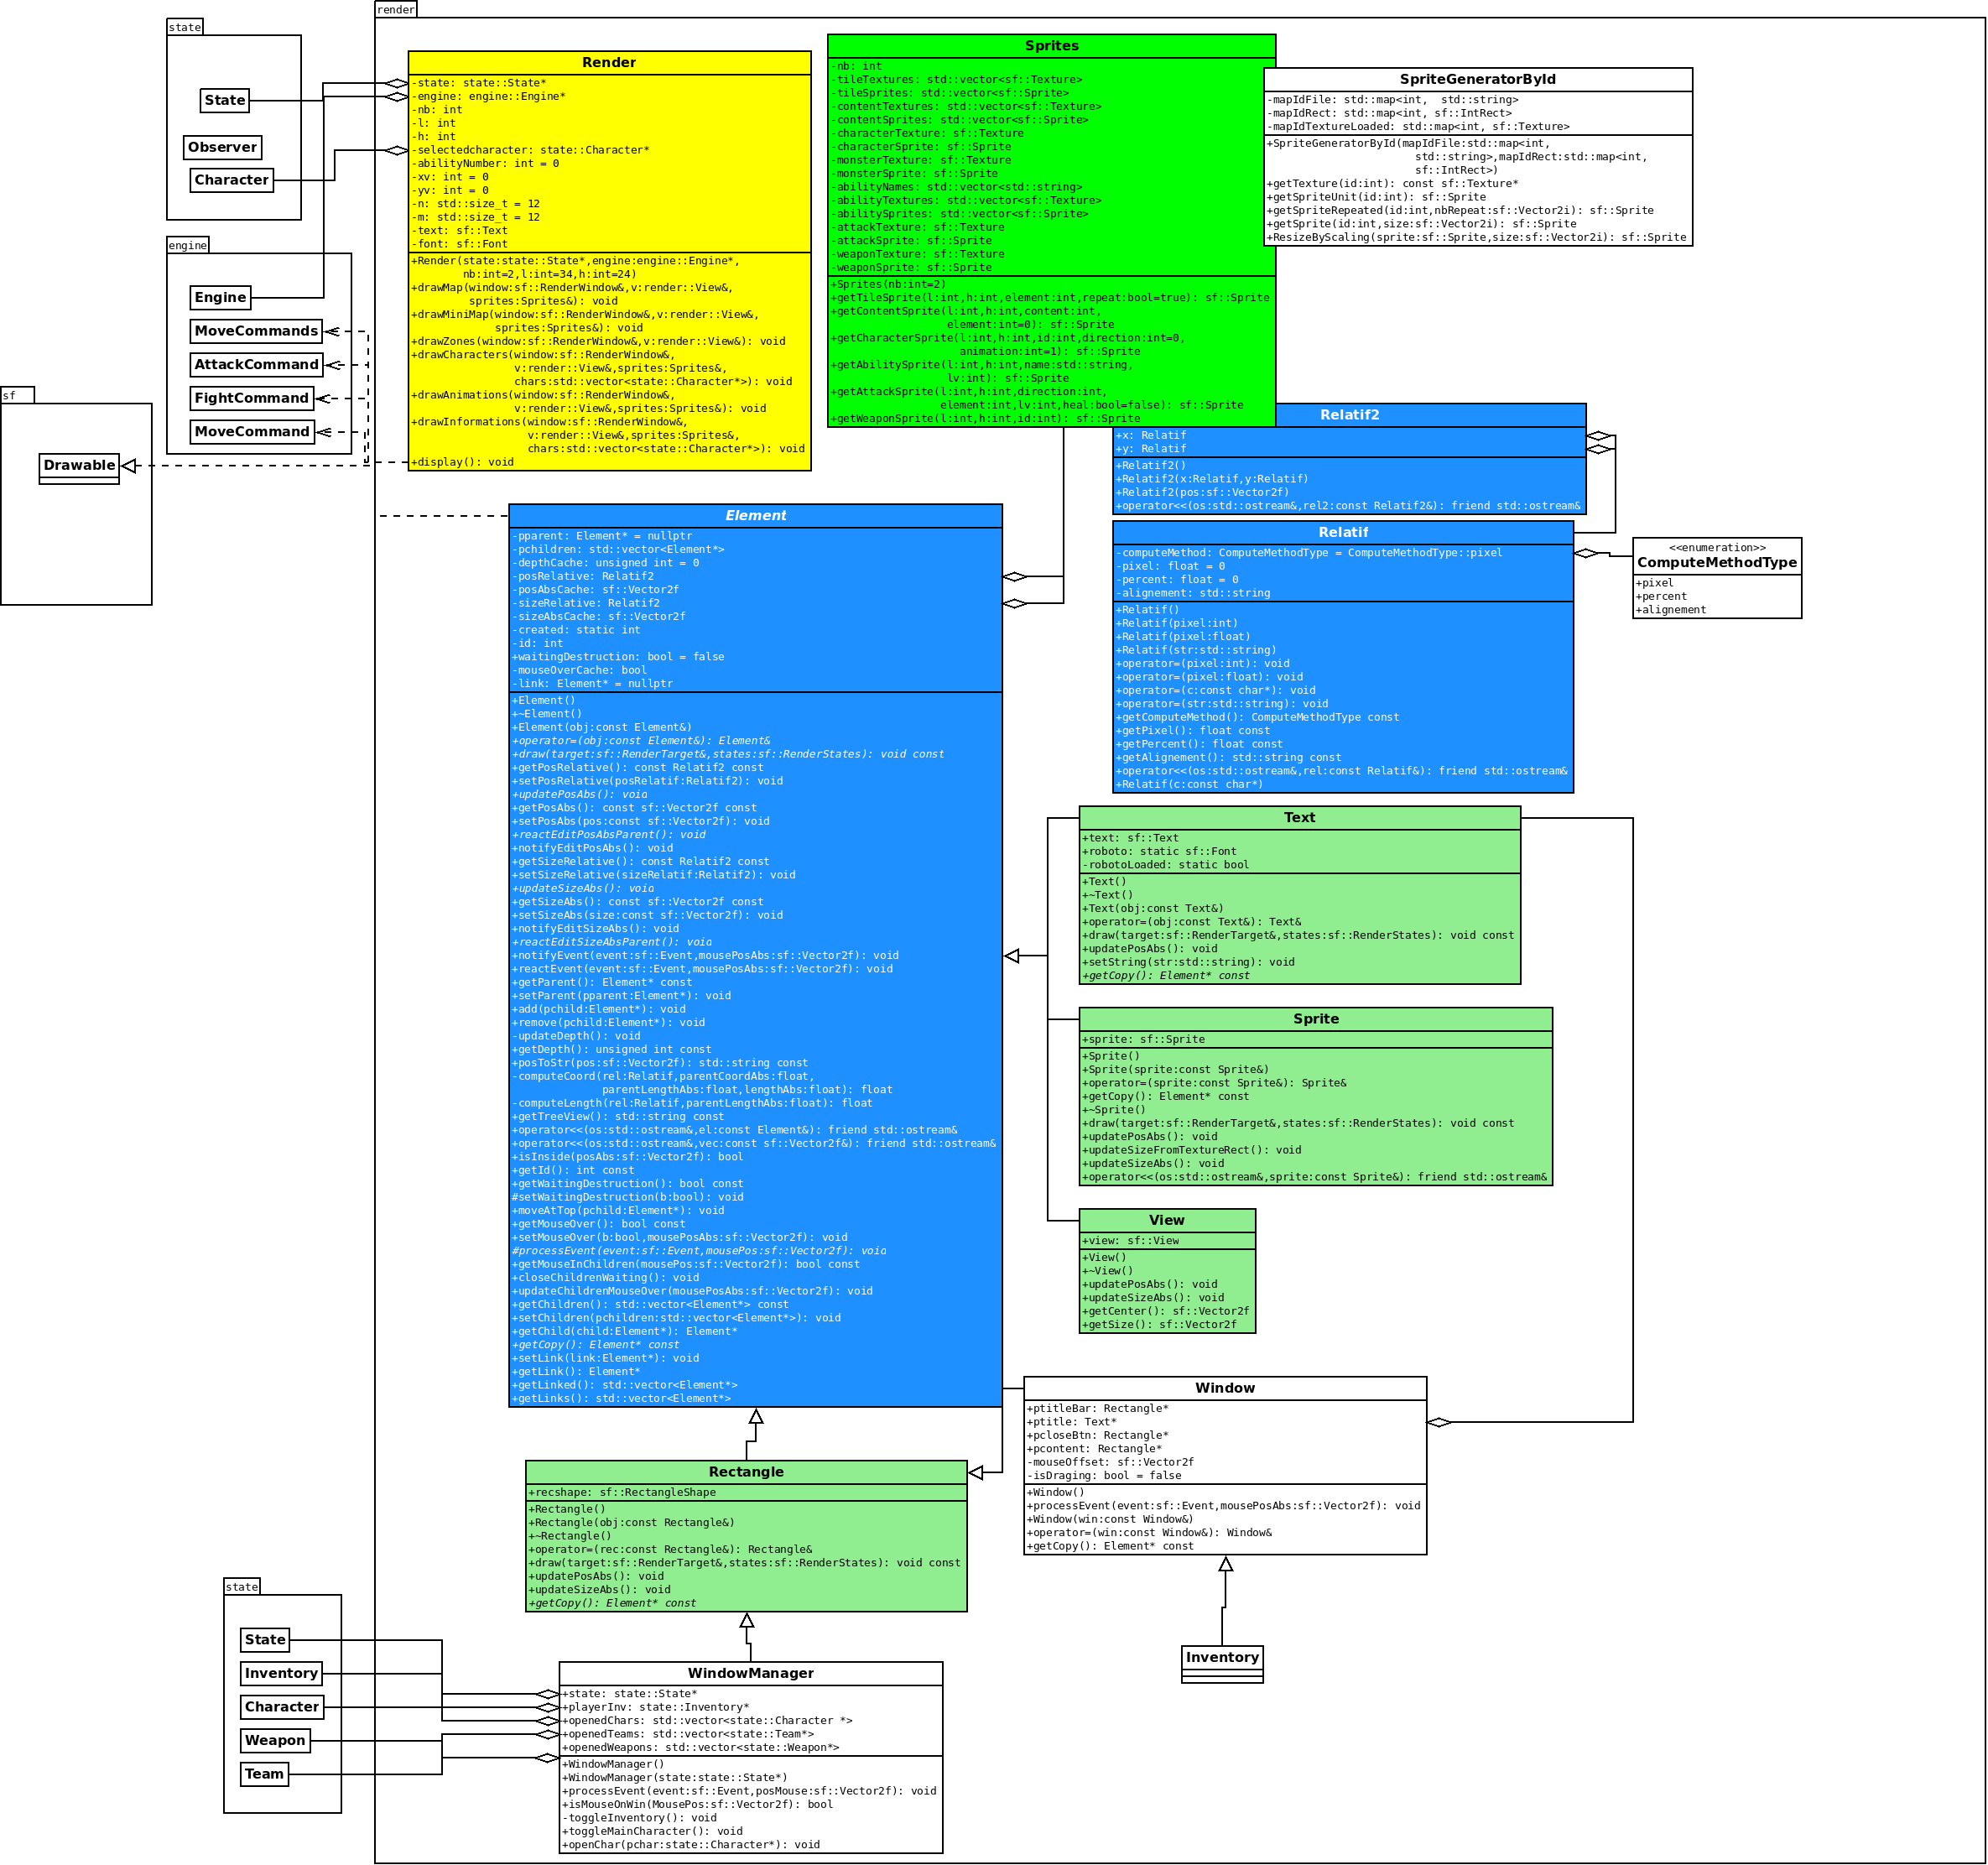 render
state
State
Observer
Character
engine
Engine
MoveCommands
AttackCommand
FightCommand
MoveCommand
sf
Drawable
Render
-state: state::State*
-engine: engine::Engine*
-nb: int
-l: int
-h: int
-selectedcharacter: state::Character*
-abilityNumber: int = 0
-xv: int = 0
-yv: int = 0
-n: std::size_t = 12
-m: std::size_t = 12
-text: sf::Text
-font: sf::Font
+Render(state:state::State*,engine:engine::Engine*,
nb:int=2,l:int=34,h:int=24)
+drawMap(window:sf::RenderWindow&,v:render::View&,
sprites:Sprites&): void
+drawMiniMap(window:sf::RenderWindow&,v:render::View&,
sprites:Sprites&): void
+drawZones(window:sf::RenderWindow&,v:render::View&): void
+drawCharacters(window:sf::RenderWindow&,
v:render::View&,sprites:Sprites&,
chars:std::vector<state::Character*>): void
+drawAnimations(window:sf::RenderWindow&,
v:render::View&,sprites:Sprites&): void
+drawInformations(window:sf::RenderWindow&,
v:render::View&,sprites:Sprites&,
chars:std::vector<state::Character*>): void
+display(): void
Sprites
-nb: int
-tileTextures: std::vector<sf::Texture>
-tileSprites: std::vector<sf::Sprite>
-contentTextures: std::vector<sf::Texture>
-contentSprites: std::vector<sf::Sprite>
-characterTexture: sf::Texture
-characterSprite: sf::Sprite
-monsterTexture: sf::Texture
-monsterSprite: sf::Sprite
-abilityNames: std::vector<std::string>
-abilityTextures: std::vector<sf::Texture>
-abilitySprites: std::vector<sf::Sprite>
-attackTexture: sf::Texture
-attackSprite: sf::Sprite
-weaponTexture: sf::Texture
-weaponSprite: sf::Sprite
+Sprites(nb:int=2)
+getTileSprite(l:int,h:int,element:int,repeat:bool=true): sf::Sprite
+getContentSprite(l:int,h:int,content:int,
element:int=0): sf::Sprite
+getCharacterSprite(l:int,h:int,id:int,direction:int=0,
animation:int=1): sf::Sprite
+getAbilitySprite(l:int,h:int,name:std::string,
lv:int): sf::Sprite
+getAttackSprite(l:int,h:int,direction:int,
element:int,lv:int,heal:bool=false): sf::Sprite
+getWeaponSprite(l:int,h:int,id:int): sf::Sprite
SpriteGeneratorById
-mapIdFile: std::map<int,  std::string>
-mapIdRect: std::map<int, sf::IntRect>
-mapIdTextureLoaded: std::map<int, sf::Texture>
+SpriteGeneratorById(mapIdFile:std::map<int,
std::string>,mapIdRect:std::map<int,
sf::IntRect>)
+getTexture(id:int): const sf::Texture*
+getSpriteUnit(id:int): sf::Sprite
+getSpriteRepeated(id:int,nbRepeat:sf::Vector2i): sf::Sprite
+getSprite(id:int,size:sf::Vector2i): sf::Sprite
+ResizeByScaling(sprite:sf::Sprite,size:sf::Vector2i): sf::Sprite
Relatif2
+x: Relatif
+y: Relatif
+Relatif2()
+Relatif2(x:Relatif,y:Relatif)
+Relatif2(pos:sf::Vector2f)
+operator<<(os:std::ostream&,rel2:const Relatif2&): friend std::ostream&
Relatif
-computeMethod: ComputeMethodType = ComputeMethodType::pixel
-pixel: float = 0
-percent: float = 0
-alignement: std::string
+Relatif()
+Relatif(pixel:int)
+Relatif(pixel:float)
+Relatif(str:std::string)
+operator=(pixel:int): void
+operator=(pixel:float): void
+operator=(c:const char*): void
+operator=(str:std::string): void
+getComputeMethod(): ComputeMethodType const
+getPixel(): float const
+getPercent(): float const
+getAlignement(): std::string const
+operator<<(os:std::ostream&,rel:const Relatif&): friend std::ostream&
+Relatif(c:const char*)
<<enumeration>>
ComputeMethodType
+pixel
+percent
+alignement
Element
-pparent: Element* = nullptr
-pchildren: std::vector<Element*>
-depthCache: unsigned int = 0
-posRelative: Relatif2
-posAbsCache: sf::Vector2f
-sizeRelative: Relatif2
-sizeAbsCache: sf::Vector2f
-created: static int
-id: int
+waitingDestruction: bool = false
-mouseOverCache: bool
-link: Element* = nullptr
+Element()
+~Element()
+Element(obj:const Element&)
+operator=(obj:const Element&): Element&
+draw(target:sf::RenderTarget&,states:sf::RenderStates): void const
+getPosRelative(): const Relatif2 const
+setPosRelative(posRelatif:Relatif2): void
+updatePosAbs(): void
+getPosAbs(): const sf::Vector2f const
+setPosAbs(pos:const sf::Vector2f): void
+reactEditPosAbsParent(): void
+notifyEditPosAbs(): void
+getSizeRelative(): const Relatif2 const
+setSizeRelative(sizeRelatif:Relatif2): void
+updateSizeAbs(): void
+getSizeAbs(): const sf::Vector2f const
+setSizeAbs(size:const sf::Vector2f): void
+notifyEditSizeAbs(): void
+reactEditSizeAbsParent(): void
+notifyEvent(event:sf::Event,mousePosAbs:sf::Vector2f): void
+reactEvent(event:sf::Event,mousePosAbs:sf::Vector2f): void
+getParent(): Element* const
+setParent(pparent:Element*): void
+add(pchild:Element*): void
+remove(pchild:Element*): void
-updateDepth(): void
+getDepth(): unsigned int const
+posToStr(pos:sf::Vector2f): std::string const
-computeCoord(rel:Relatif,parentCoordAbs:float,
parentLengthAbs:float,lengthAbs:float): float
-computeLength(rel:Relatif,parentLengthAbs:float): float
+getTreeView(): std::string const
+operator<<(os:std::ostream&,el:const Element&): friend std::ostream&
+operator<<(os:std::ostream&,vec:const sf::Vector2f&): friend std::ostream&
+isInside(posAbs:sf::Vector2f): bool
+getId(): int const
+getWaitingDestruction(): bool const
#setWaitingDestruction(b:bool): void
+moveAtTop(pchild:Element*): void
+getMouseOver(): bool const
+setMouseOver(b:bool,mousePosAbs:sf::Vector2f): void
#processEvent(event:sf::Event,mousePos:sf::Vector2f): void
+getMouseInChildren(mousePos:sf::Vector2f): bool const
+closeChildrenWaiting(): void
+updateChildrenMouseOver(mousePosAbs:sf::Vector2f): void
+getChildren(): std::vector<Element*> const
+setChildren(pchildren:std::vector<Element*>): void
+getChild(child:Element*): Element*
+getCopy(): Element* const
+setLink(link:Element*): void
+getLink(): Element*
+getLinked(): std::vector<Element*>
+getLinks(): std::vector<Element*>
Text
+text: sf::Text
+roboto: static sf::Font
-robotoLoaded: static bool
+Text()
+~Text()
+Text(obj:const Text&)
+operator=(obj:const Text&): Text&
+draw(target:sf::RenderTarget&,states:sf::RenderStates): void const
+updatePosAbs(): void
+setString(str:std::string): void
+getCopy(): Element* const
Sprite
+sprite: sf::Sprite
+Sprite()
+Sprite(sprite:const Sprite&)
+operator=(sprite:const Sprite&): Sprite&
+getCopy(): Element* const
+~Sprite()
+draw(target:sf::RenderTarget&,states:sf::RenderStates): void const
+updatePosAbs(): void
+updateSizeFromTextureRect(): void
+updateSizeAbs(): void
+operator<<(os:std::ostream&,sprite:const Sprite&): friend std::ostream&
View
+view: sf::View
+View()
+~View()
+updatePosAbs(): void
+updateSizeAbs(): void
+getCenter(): sf::Vector2f
+getSize(): sf::Vector2f
Window
+ptitleBar: Rectangle*
+ptitle: Text*
+pcloseBtn: Rectangle*
+pcontent: Rectangle*
-mouseOffset: sf::Vector2f
-isDraging: bool = false
+Window()
+processEvent(event:sf::Event,mousePosAbs:sf::Vector2f): void
+Window(win:const Window&)
+operator=(win:const Window&): Window&
+getCopy(): Element* const
Rectangle
+recshape: sf::RectangleShape
+Rectangle()
+Rectangle(obj:const Rectangle&)
+~Rectangle()
+operator=(rec:const Rectangle&): Rectangle&
+draw(target:sf::RenderTarget&,states:sf::RenderStates): void const
+updatePosAbs(): void
+updateSizeAbs(): void
+getCopy(): Element* const
Inventory
state
State
Inventory
Character
Weapon
Team
WindowManager
+state: state::State*
+playerInv: state::Inventory*
+openedChars: std::vector<state::Character *>
+openedTeams: std::vector<state::Team*>
+openedWeapons: std::vector<state::Weapon*>
+WindowManager()
+WindowManager(state:state::State*)
+processEvent(event:sf::Event,posMouse:sf::Vector2f): void
+isMouseOnWin(MousePos:sf::Vector2f): bool
-toggleInventory(): void
+toggleMainCharacter(): void
+openChar(pchar:state::Character*): void